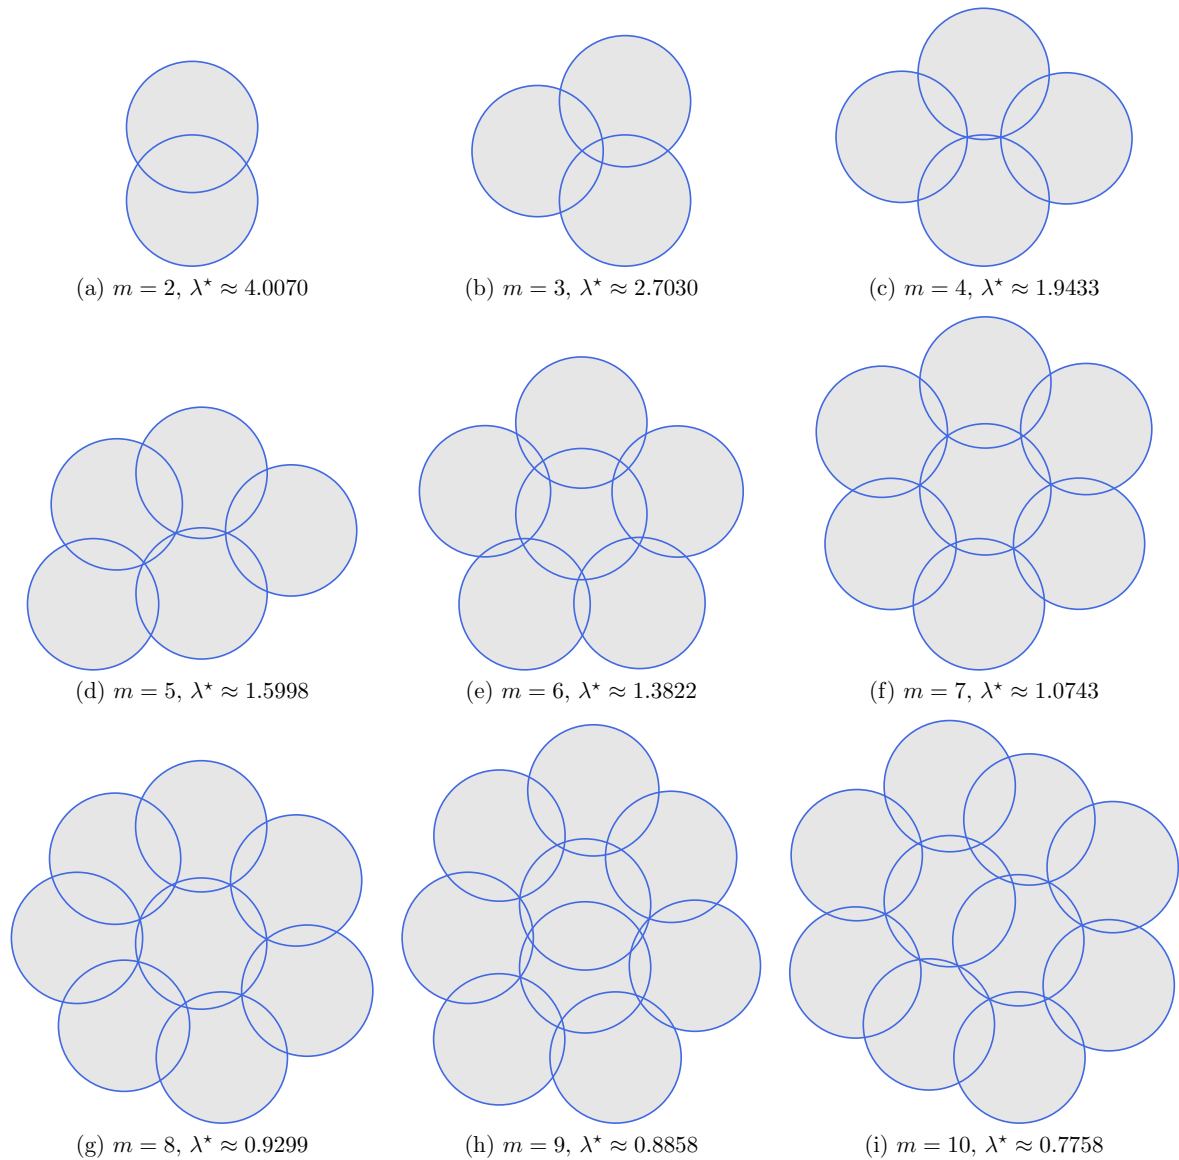 (a) m = 2, λ⋆ ≈ 4.0070
(b) m = 3, λ⋆ ≈ 2.7030
(c) m = 4, λ⋆ ≈ 1.9433
(d) m = 5, λ⋆ ≈ 1.5998
(e) m = 6, λ⋆ ≈ 1.3822
(f) m = 7, λ⋆ ≈ 1.0743
(g) m = 8, λ⋆ ≈ 0.9299
(h) m = 9, λ⋆ ≈ 0.8858
(i) m = 10, λ⋆ ≈ 0.7758